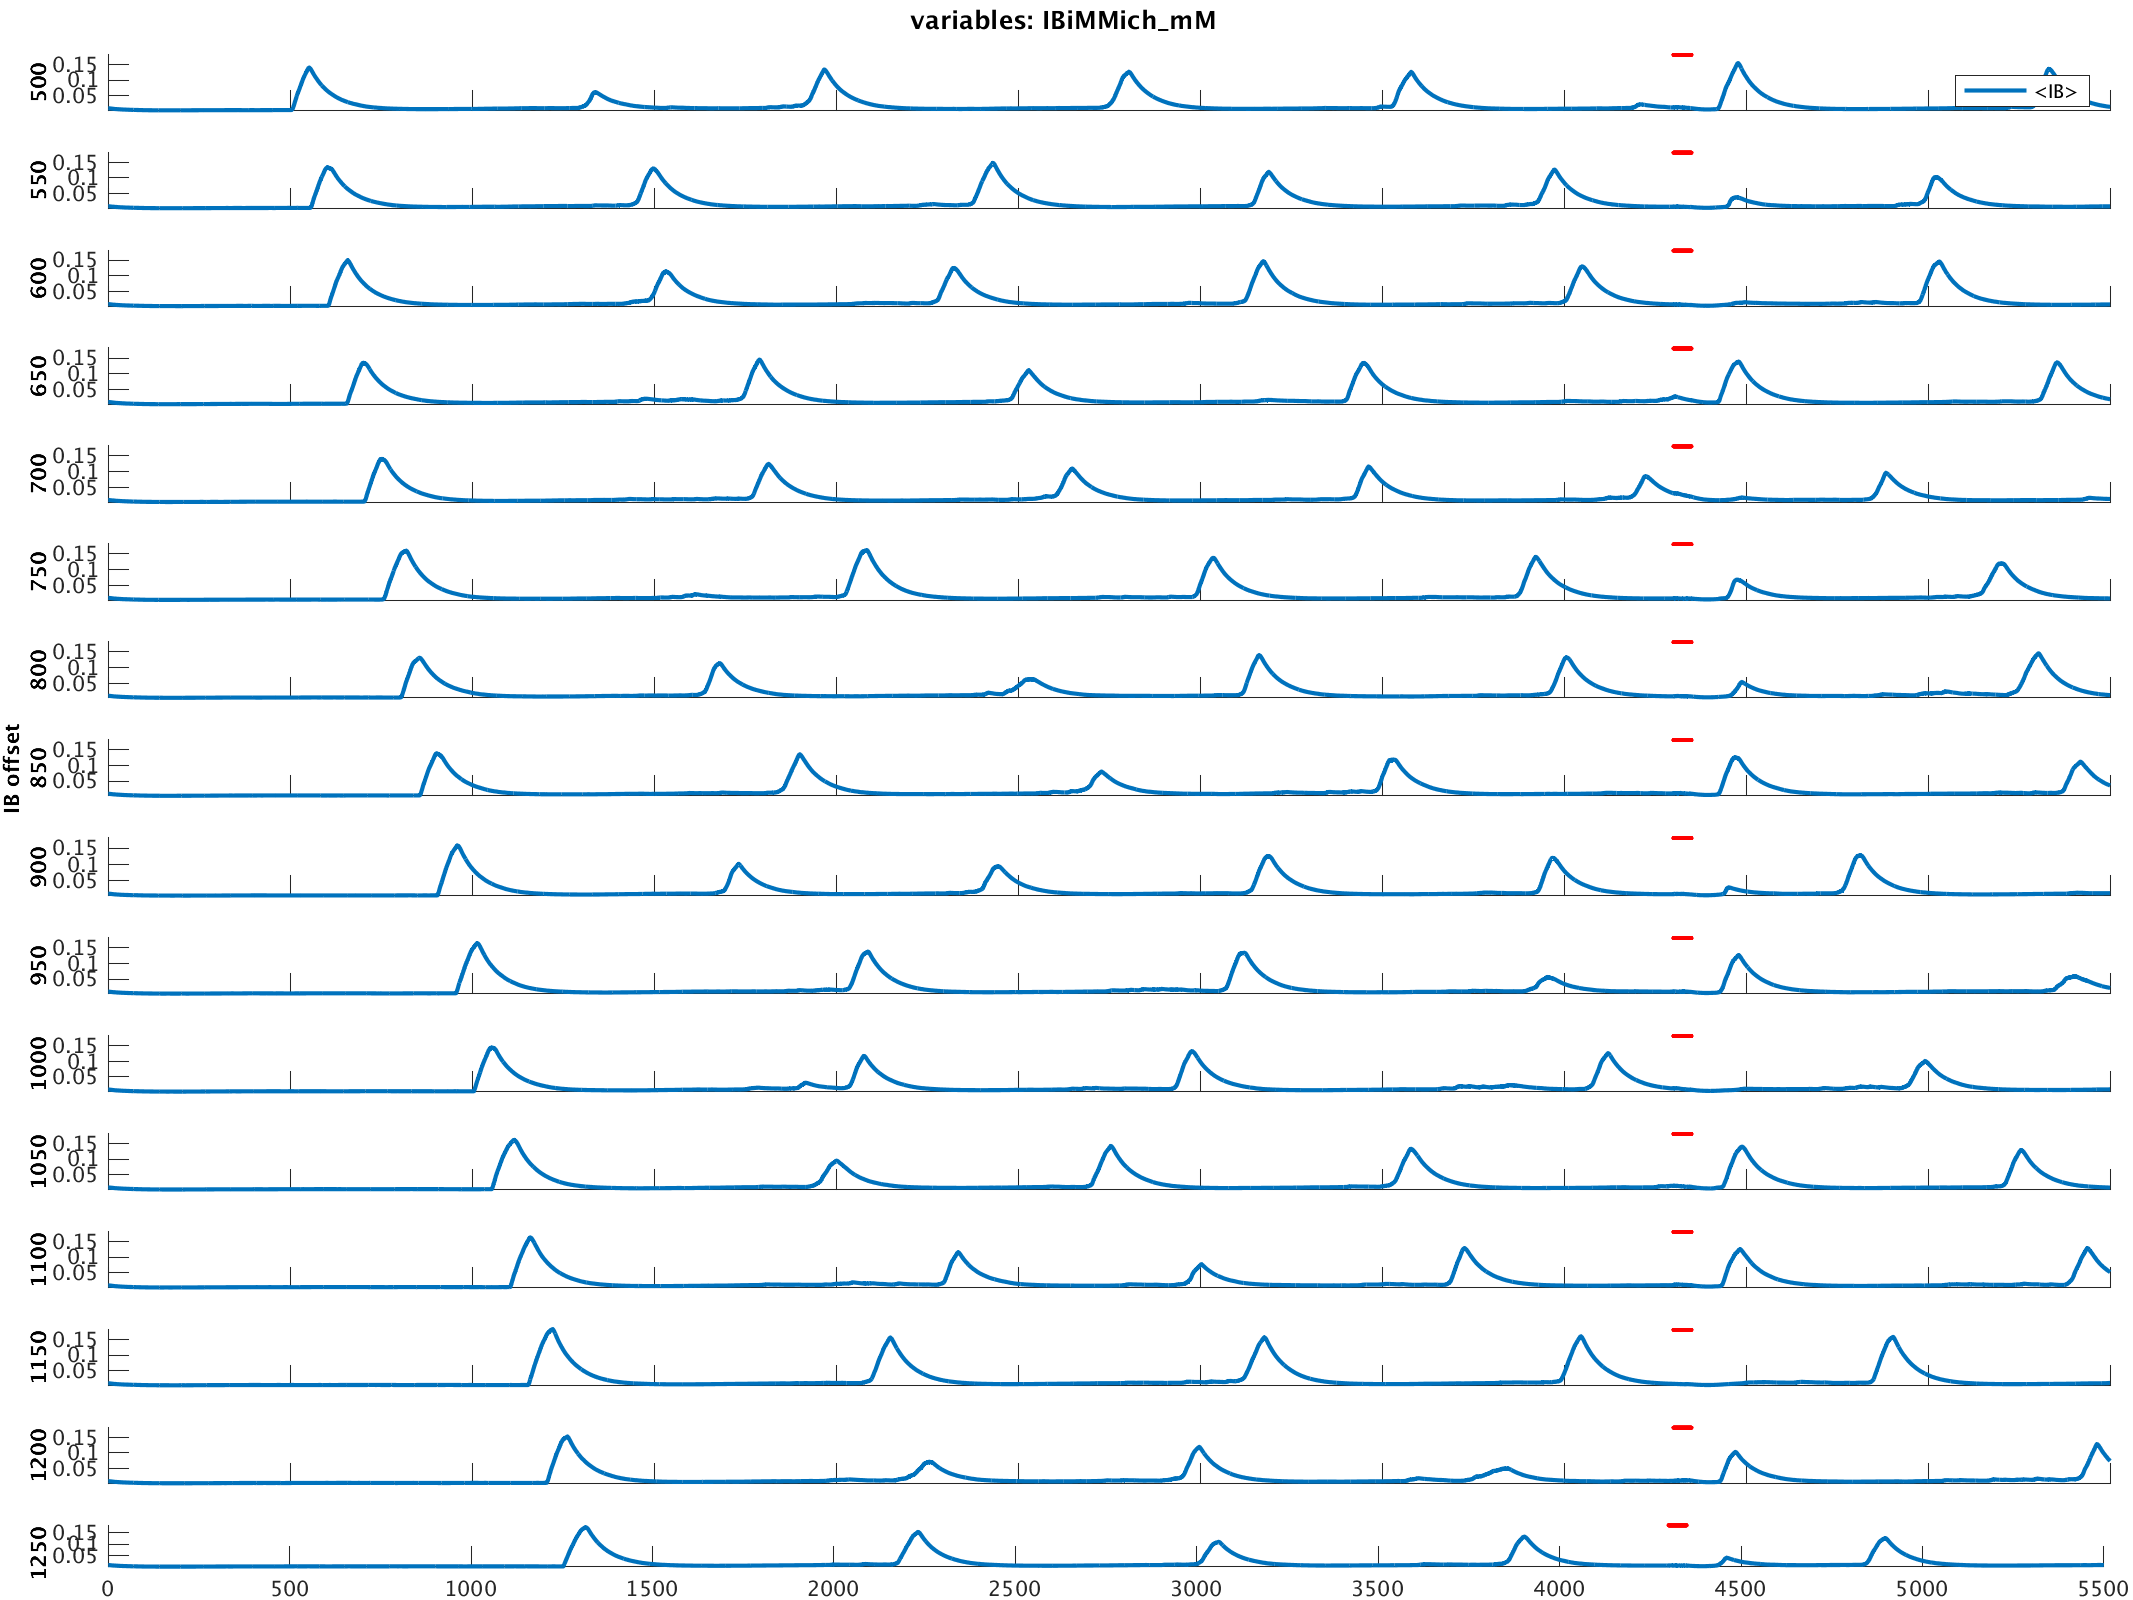 variables: IBiMMich_mM
500 0.15 0.1 0.05
<IB>
550 0.15 0.1 0.05
600 0.15 0.1 0.05
650 0.15 0.1 0.05
700 0.15 0.1 0.05
750 0.15 0.1 0.05
800 0.15 0.1 0.05
IB offset
850 0.15 0.1 0.05
900 0.15 0.1 0.05
950 0.15 0.1 0.05
1000 0.15 0.1 0.05
1050 0.15 0.1 0.05
1100 0.15 0.1 0.05
1150 0.15 0.1 0.05
1200 0.15 0.1 0.05
1250 0.15 0.1 0.05
0 500 1000 1500 2000 2500 3000 3500 4000 4500 5000 5500